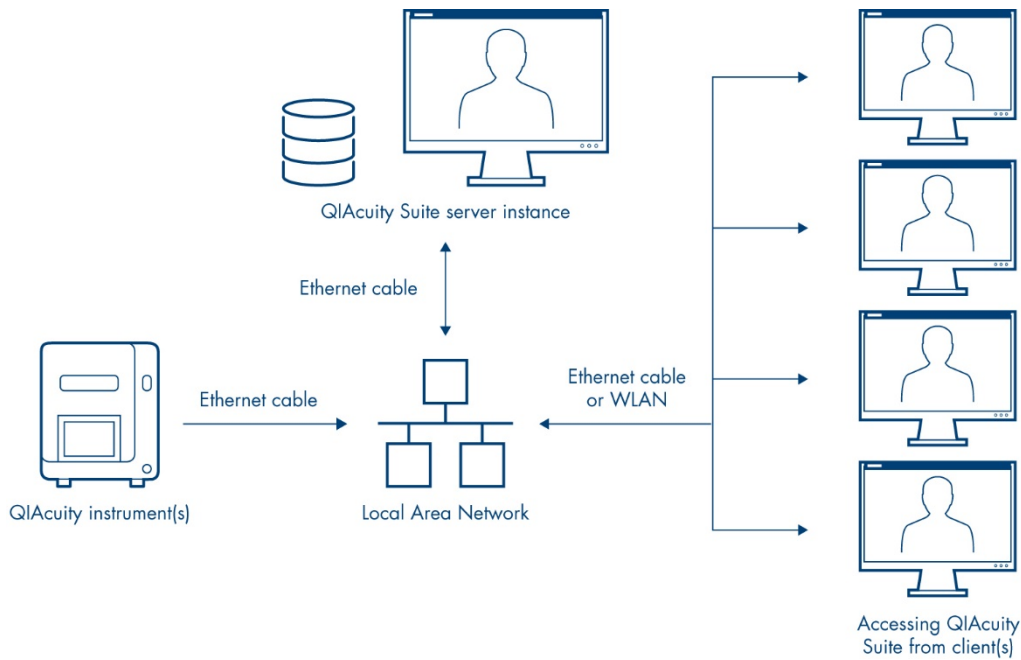 QIAcuity Suite server instance
Ethernet cable
Ethernet cable
Ethernet cable
or WLAN
QIAcuity instrument(s)
Local Area Network
Accessing QIAcuity
Suite from client(s)